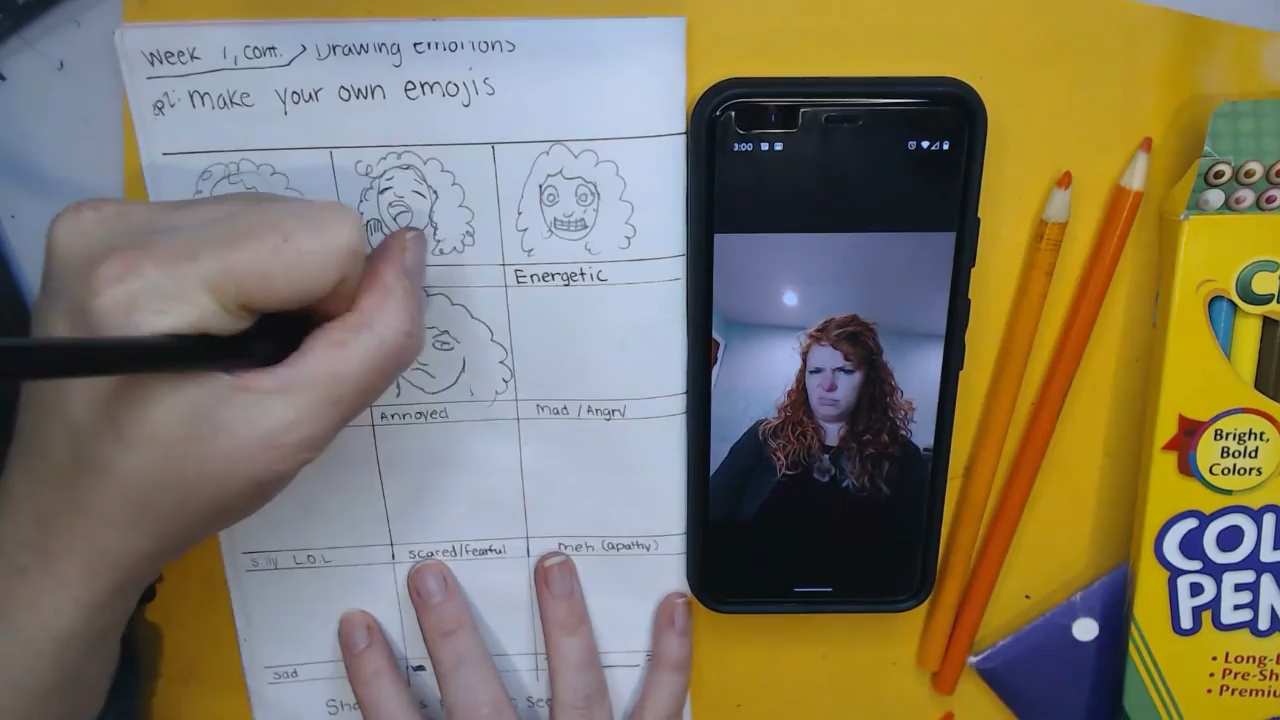 Week 1, cont. Drawing Emotions
make your own emojis
3:00
Energetic
Annoyed
Mad / Angry
Silly L.O.L
scared/fearful
meh (apathy)
sad
Bright,
Bold
Colors
COL
PEN
• Long-L
• Pre-Sh
• Premiu